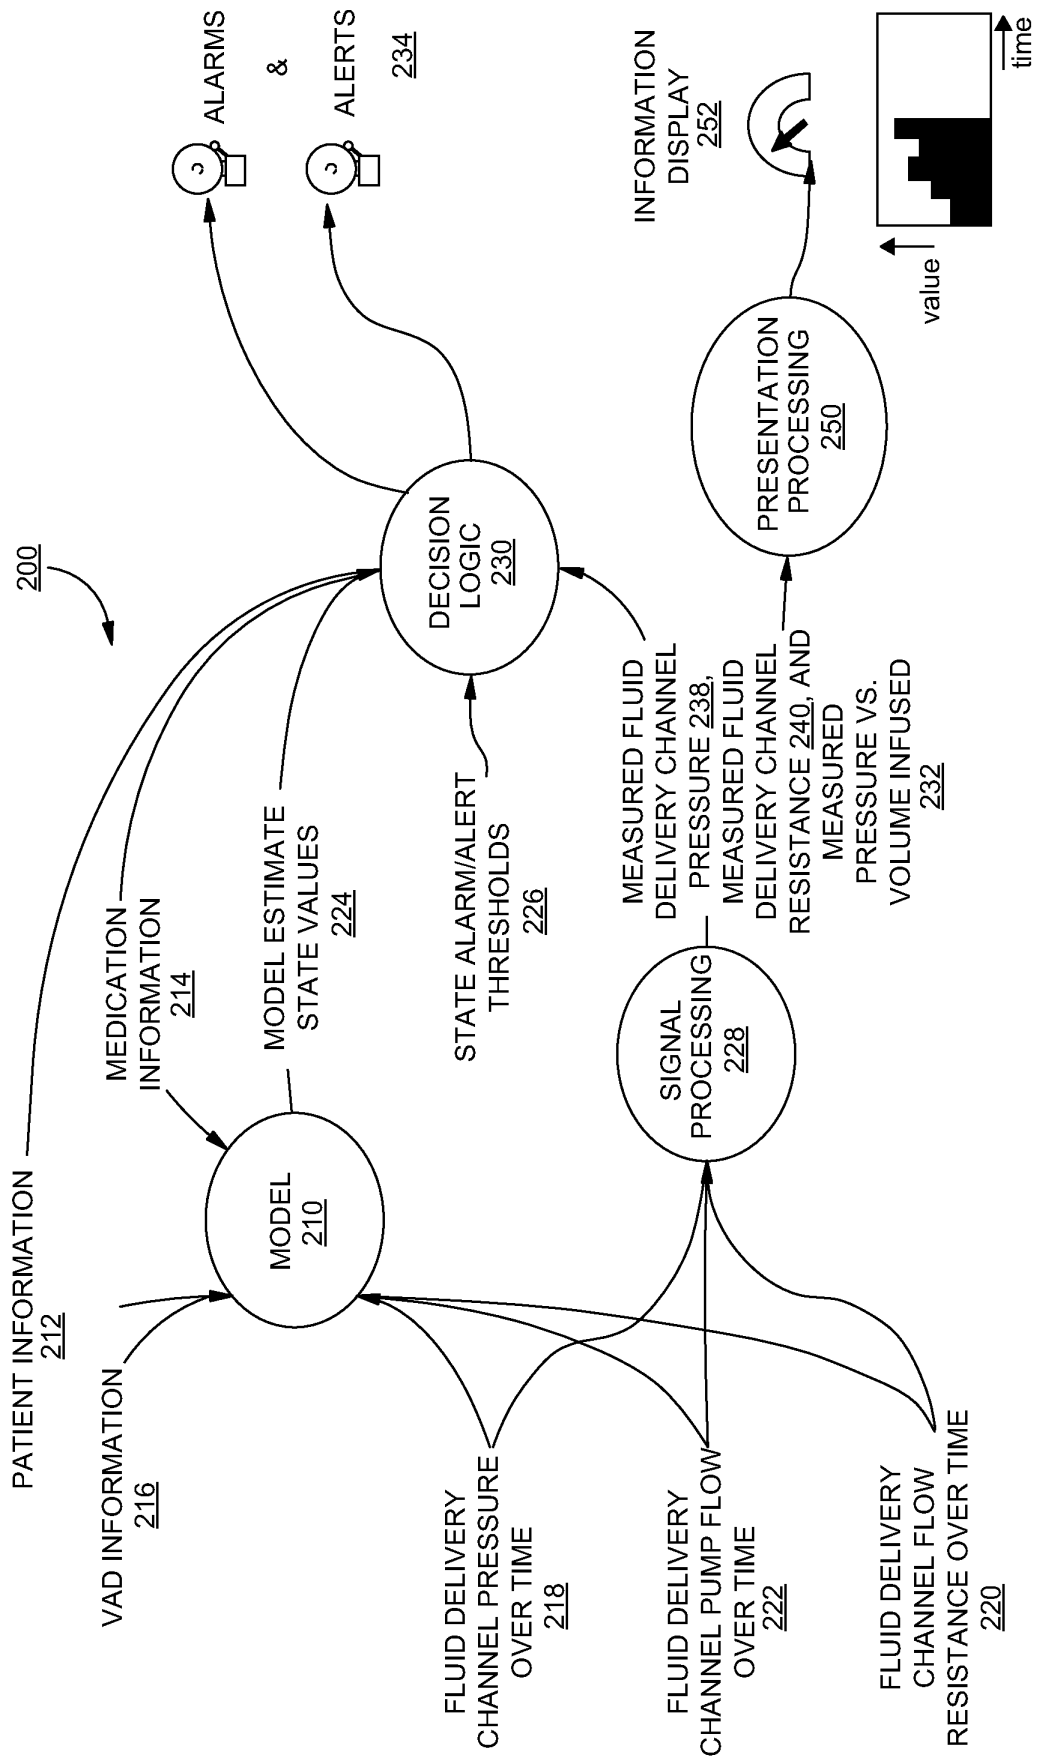 200
PATIENT INFORMATION
212
MEDICATION
INFORMATION
214
VAD INFORMATION
216
MODEL
210
MODEL ESTIMATE
STATE VALUES
224
STATE ALARM/ALERT
THRESHOLDS
226
DECISION
LOGIC
230
ALARMS
&
ALERTS
234
FLUID DELIVERY
CHANNEL PRESSURE
OVER TIME
218
FLUID DELIVERY
CHANNEL PUMP FLOW
OVER TIME
222
FLUID DELIVERY
CHANNEL FLOW
RESISTANCE OVER TIME
220
SIGNAL
PROCESSING
228
MEASURED FLUID
DELIVERY CHANNEL
PRESSURE 238,
MEASURED FLUID
DELIVERY CHANNEL
RESISTANCE 240, AND
MEASURED
PRESSURE VS.
VOLUME INFUSED
232
PRESENTATION
PROCESSING
250
INFORMATION
DISPLAY
252
value
time